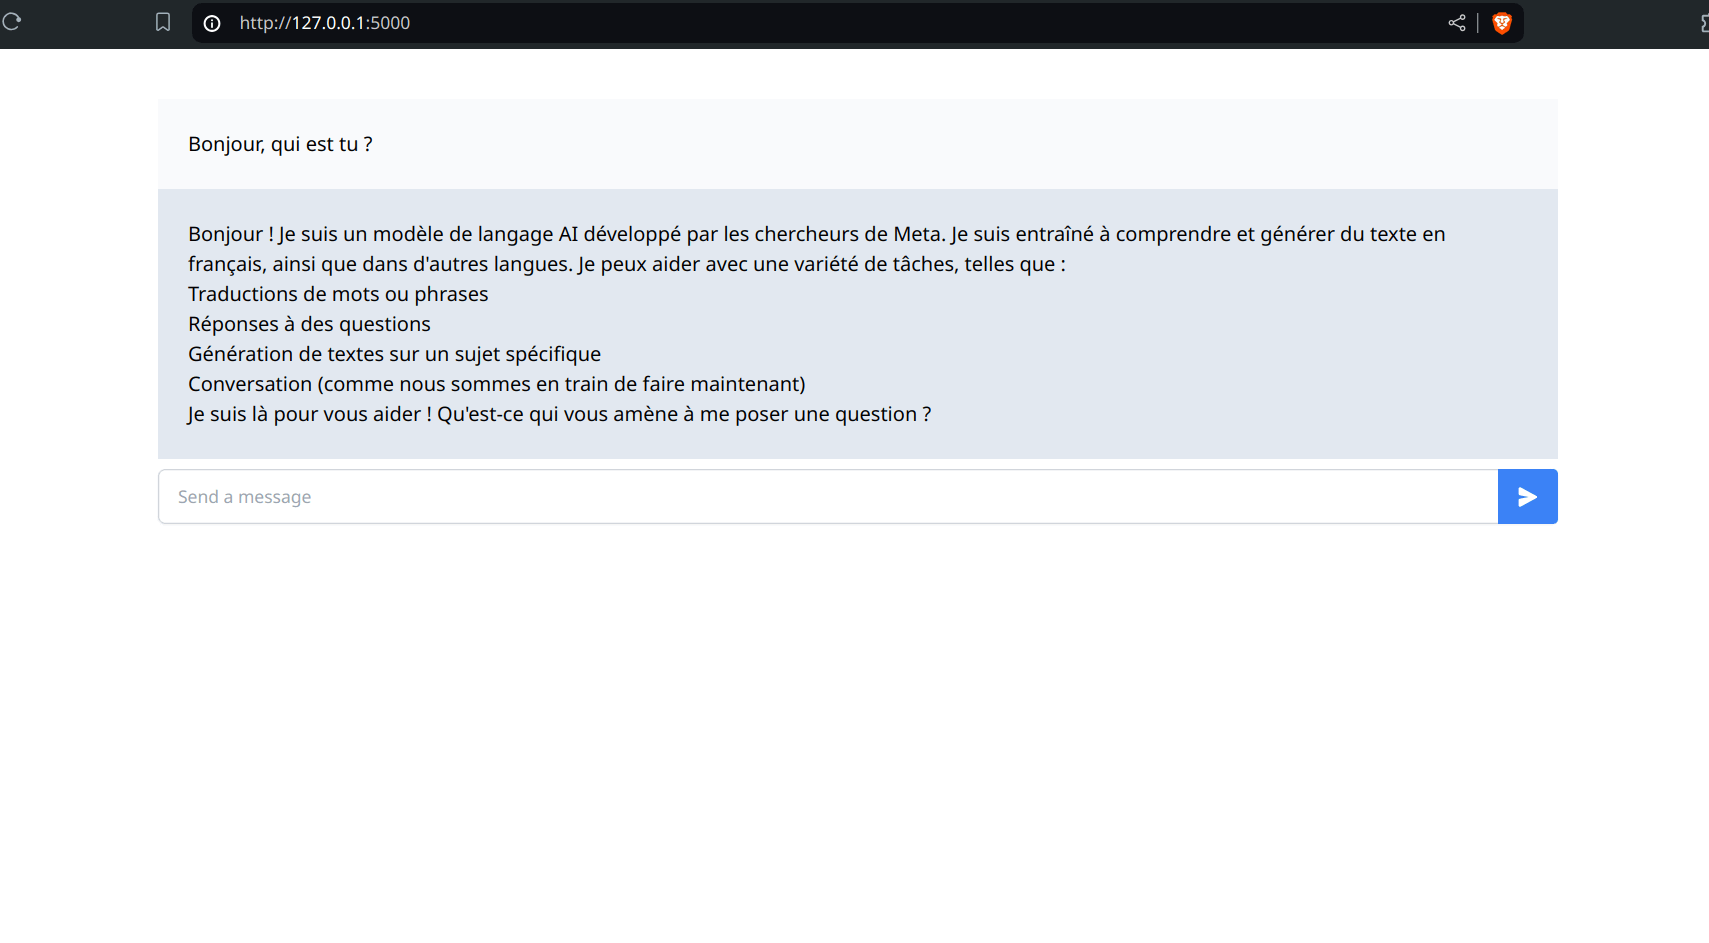 http://127.0.0.1:5000
Bonjour, qui est tu ?
Bonjour ! Je suis un modèle de langage AI développé par les chercheurs de Meta. Je suis entraîné à comprendre et générer du texte en
français, ainsi que dans d'autres langues. Je peux aider avec une variété de tâches, telles que :
Traductions de mots ou phrases
Réponses à des questions
Génération de textes sur un sujet spécifique
Conversation (comme nous sommes en train de faire maintenant)
Je suis là pour vous aider ! Qu'est-ce qui vous amène à me poser une question ?
Send a message